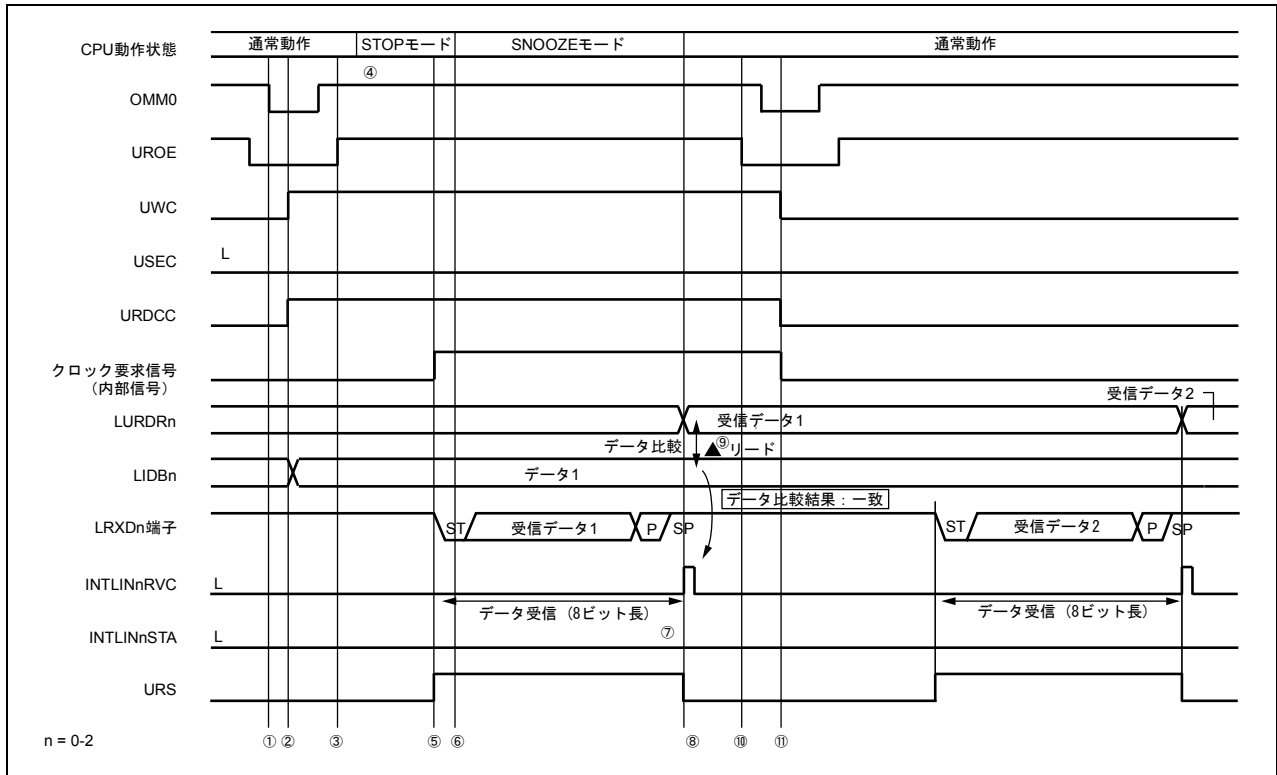 CPU動作状態 通常動作 STOPモード SNOOZEモード 通常動作
④
OMM0
UROE
UWC
USEC L
URDCC
クロック要求信号
(内部信号)
受信データ2
LURDRn 受信データ1
データ比較 ▲⑨リード
LIDBn データ1
データ比較結果:一致
LRXDn端子 ST 受信データ1 P SP ST 受信データ2 P SP
INTLINnRVC L
データ受信(8ビット長) データ受信(8ビット長)
⑦
INTLINnSTA L
URS
n = 0-2 ① ② ③ ⑤ ⑥ ⑧ ⑩ ⑪